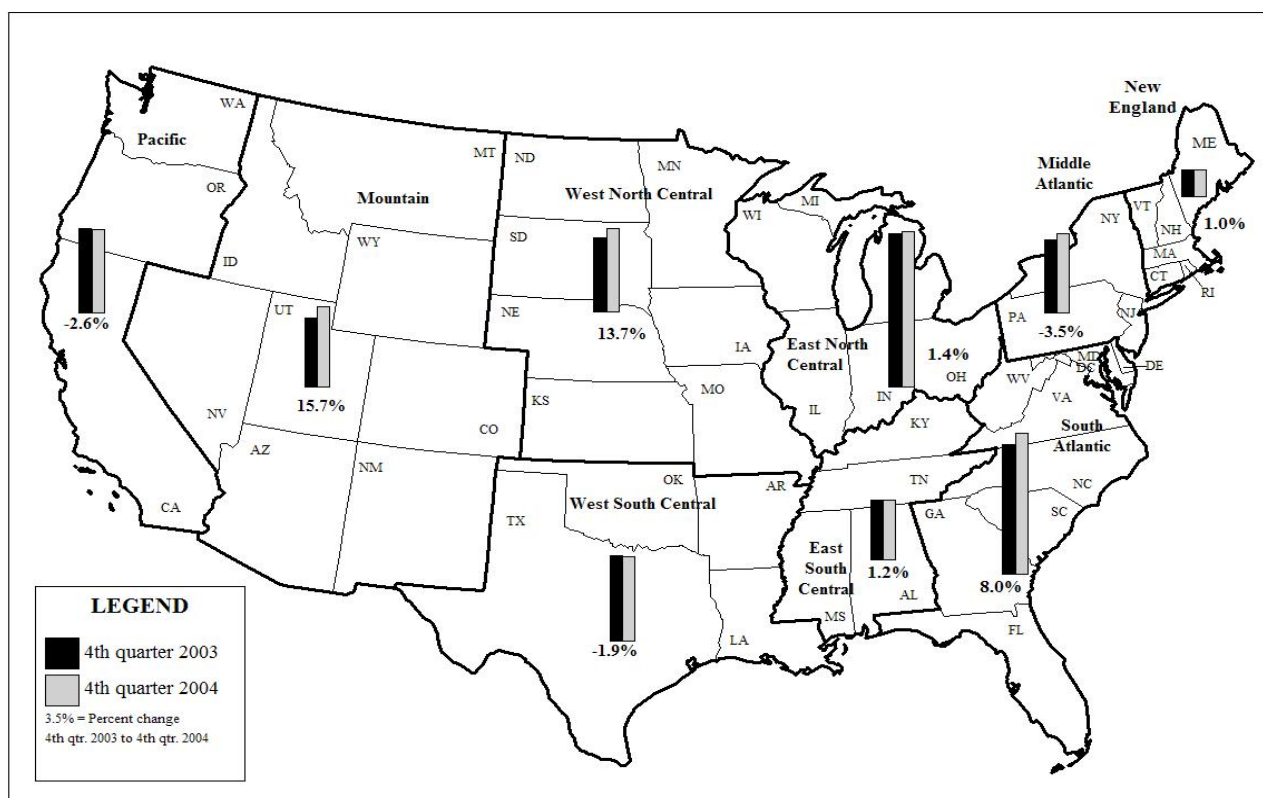 New
England
WA
Pacific
ME
MT
ND
MN
Middle
Atlantic
OR
Mountain
West North Central
WI
MI
VT
NY
1.0%
NH
WY
SD
MA
ID
CT
RI
UT
NE
PA
NJ
-2.6%
13.7%
-3.5%
IA
East North
Central
1.4%
MD
DC
DE
OH
WV
MO
IN
VA
15.7%
NV
KS
IL
KY
CO
South
Atlantic
AZ
NM
OK
AR
TN
NC
CA
TX
West South Central
GA
SC
East
South
Central
1.2%
8.0%
AL
MS
FL
-1.9%
LA
LEGEND
4th quarter 2003
4th quarter 2004
3.5% = Percent change
4th qtr. 2003 to 4th qtr. 2004